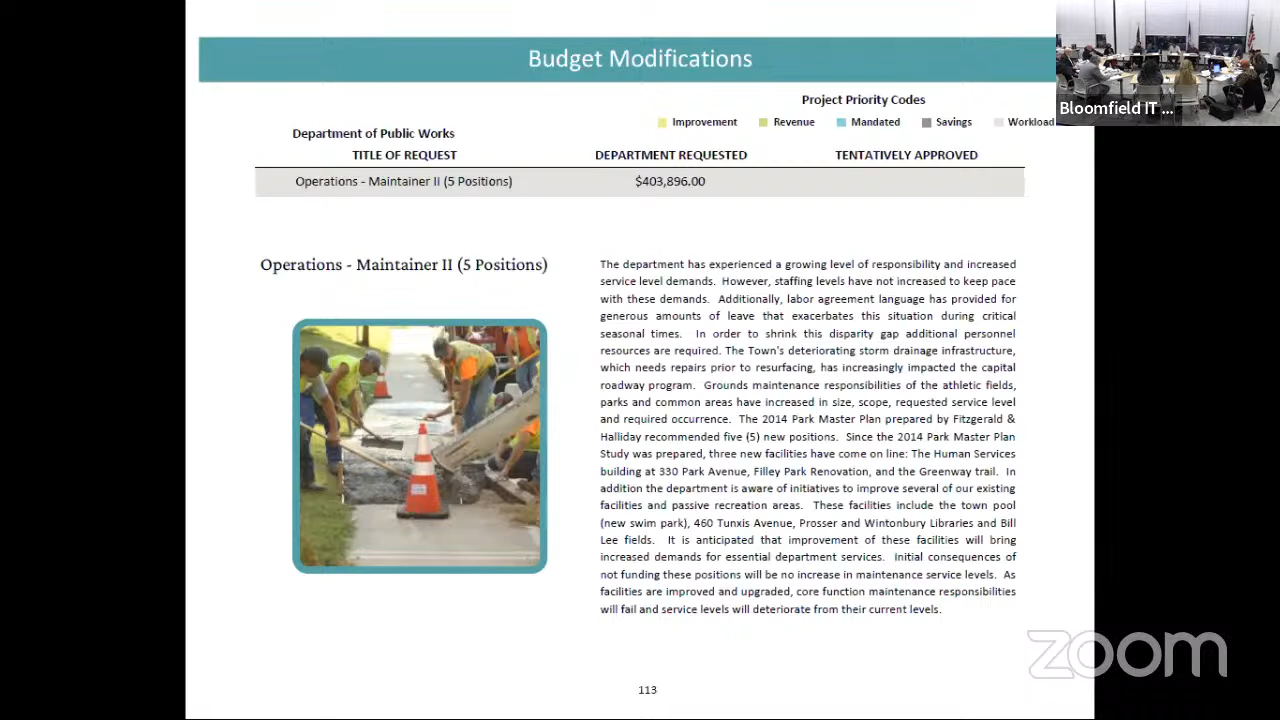 Budget Modifications
Project Priority Codes
Improvement Revenue Mandated Savings Workload
Department of Public Works
TITLE OF REQUEST DEPARTMENT REQUESTED TENTATIVELY APPROVED
Operations - Maintainer II (5 Positions) $403,896.00
Operations - Maintainer II (5 Positions)
The department has experienced a growing level of responsibility and increased
service level demands. However, staffing levels have not increased to keep pace
with these demands. Additionally, labor agreement language has provided for
generous amounts of leave that exacerbates this situation during critical
seasonal times. In order to shrink this disparity gap additional personnel
resources are required. The Town's deteriorating storm drainage infrastructure,
which needs repairs prior to resurfacing, has increasingly impacted the capital
roadway program. Grounds maintenance responsibilities of the athletic fields,
parks and common areas have increased in size, scope, requested service level
and required occurrence. The 2014 Park Master Plan prepared by Fitzgerald &
Halliday recommended five (5) new positions. Since the 2014 Park Master Plan
Study was prepared, three new facilities have come on line: The Human Services
building at 330 Park Avenue, Filley Park Renovation, and the Greenway trail. In
addition the department is aware of initiatives to improve several of our existing
facilities and passive recreation areas. These facilities include the town pool
(new swim park), 460 Tunxis Avenue, Prosser and Wintonbury Libraries and Bill
Lee fields. It is anticipated that improvement of these facilities will bring
increased demands for essential department services. Initial consequences of
not funding these positions will be no increase in maintenance service levels. As
facilities are improved and upgraded, core function maintenance responsibilities
will fail and service levels will deteriorate from their current levels.
113
Bloomfield IT ...
zoom